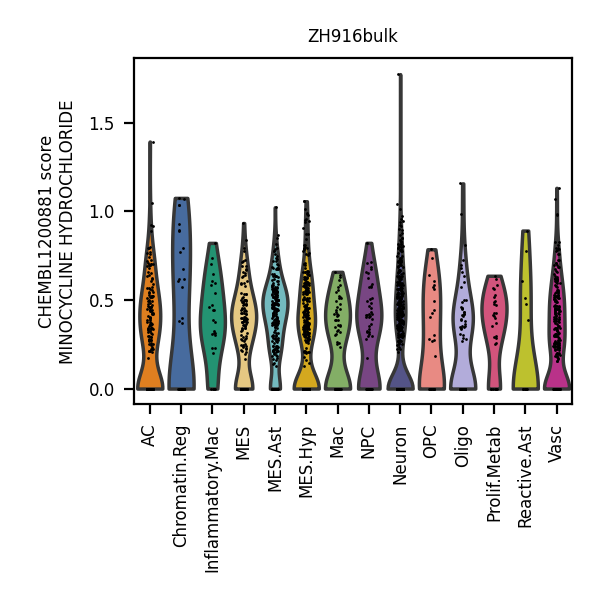 ZH916bulk
CHEMBL1200881 score
MINOCYCLINE HYDROCHLORIDE
1.5
1.0
0.5
0.0
AC
Chromatin.Reg
Inflammatory.Mac
MES
MES.Ast
MES.Hyp
Mac
NPC
Neuron
OPC
Oligo
Prolif.Metab
Reactive.Ast
Vasc